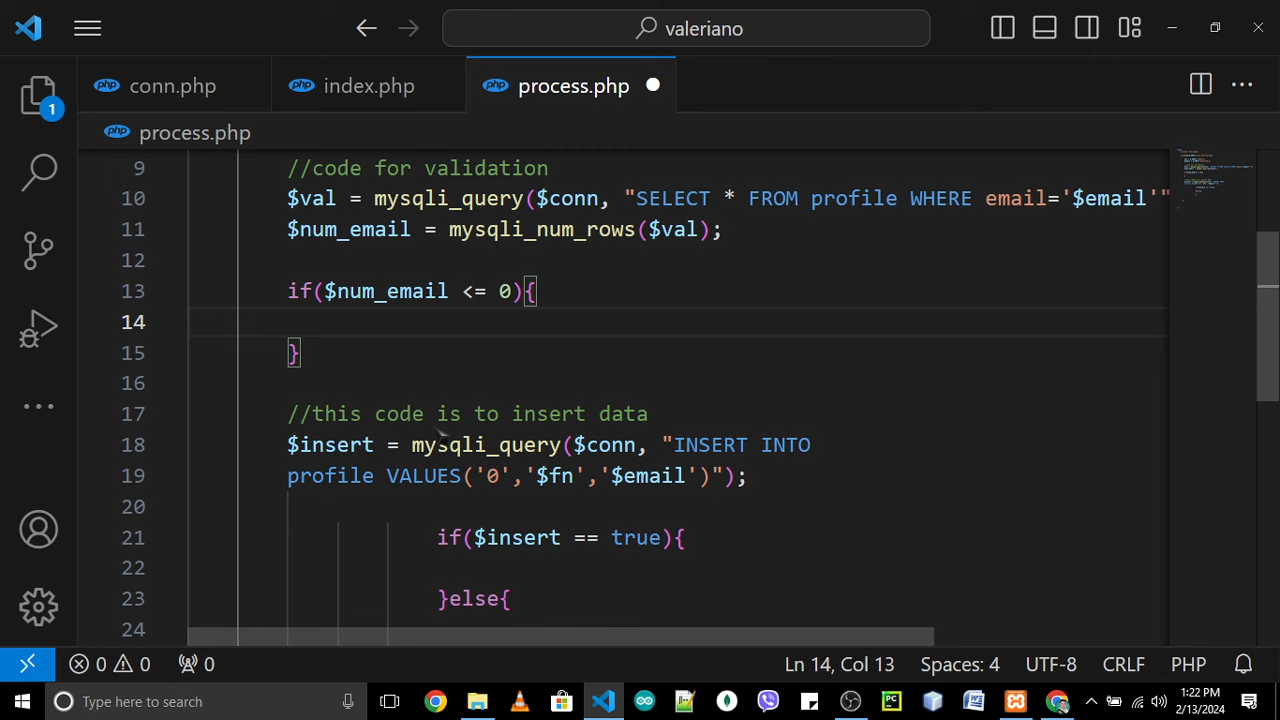 valeriano
conn.php
index.php
process.php
process.php
9 //code for validation
10 $val = mysqli_query($conn, "SELECT * FROM profile WHERE email='$email'"
11 $num_email = mysqli_num_rows($val);
12
13 if($num_email <= 0){
14
15 }
16
17 //this code is to insert data
18 $insert = mysqli_query($conn, "INSERT INTO
19 profile VALUES('0','$fn','$email')");
20
21 if($insert == true){
22
23 }else{
24
1
0 0 0
Ln 14, Col 13
Spaces: 4
UTF-8
CRLF
PHP
Type here to search
1:22 PM
2/13/2024